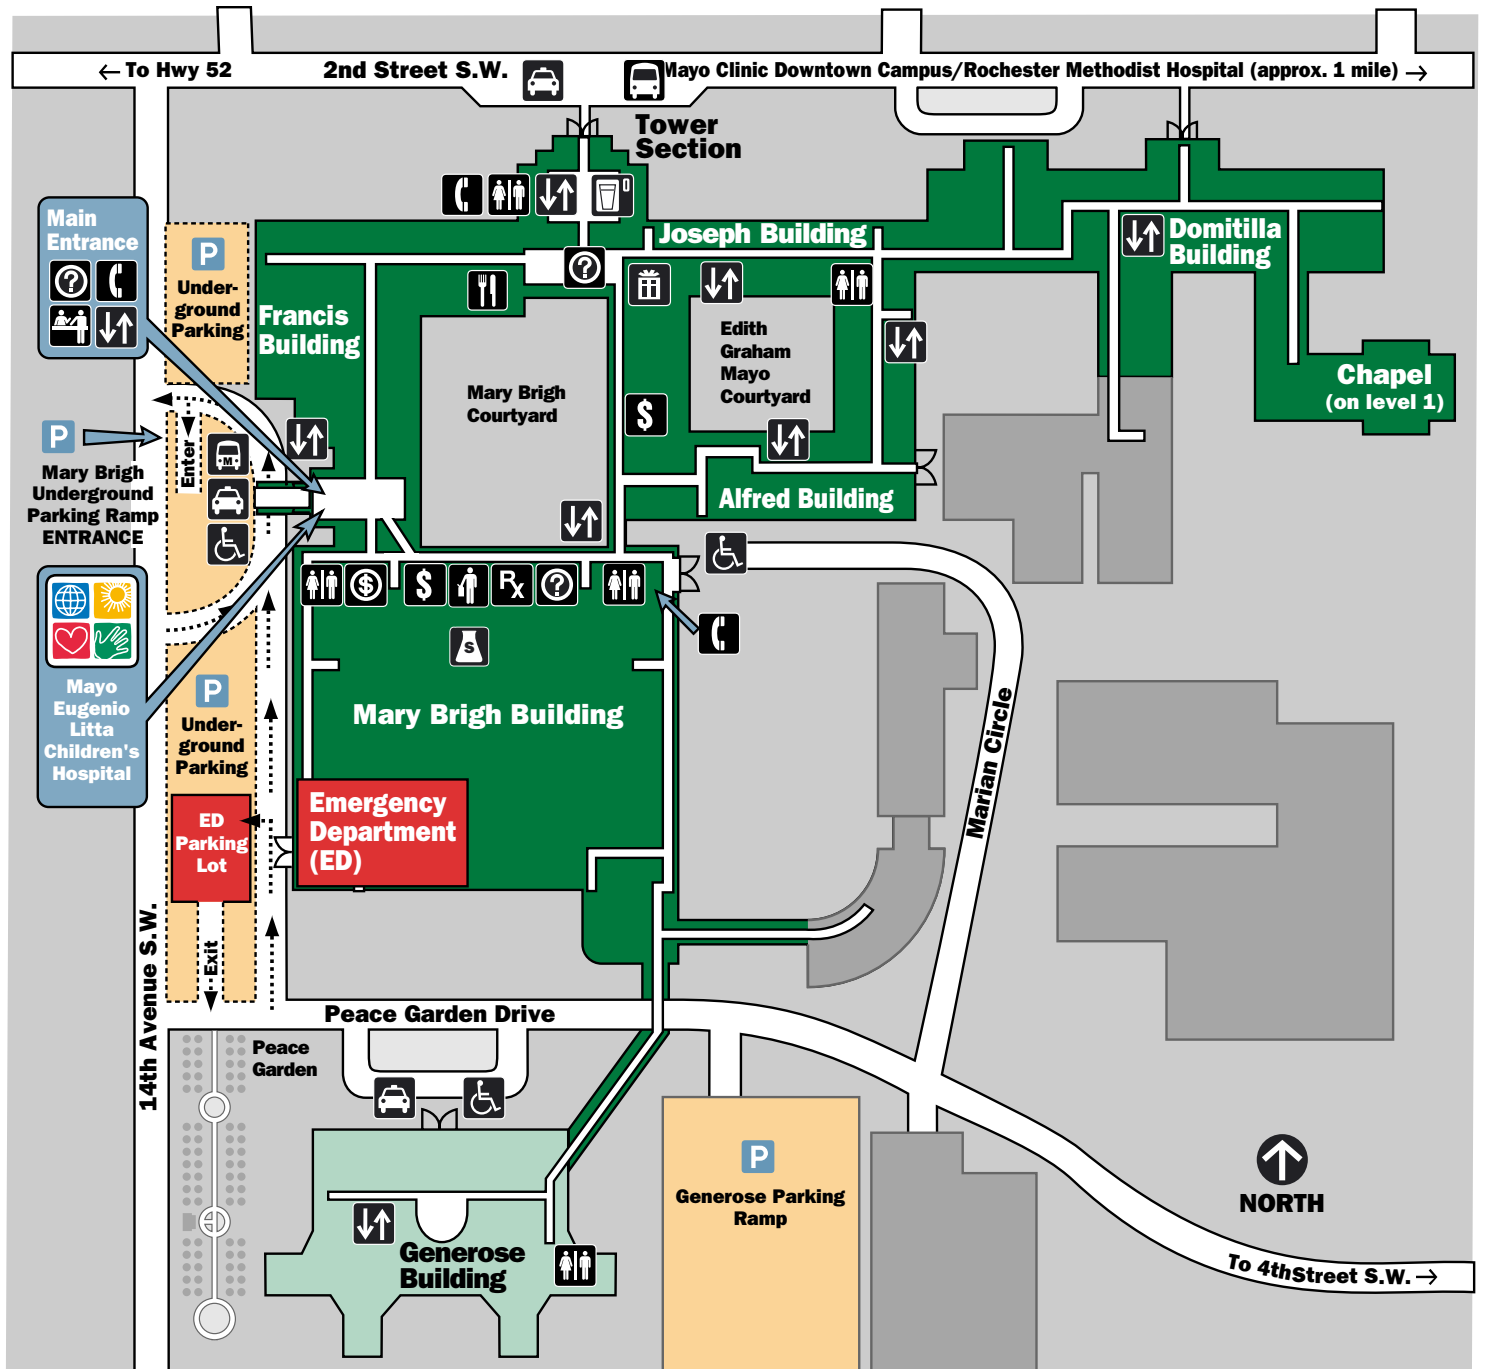 ← To Hwy 52
2nd Street S.W.
Mayo Clinic Downtown Campus/Rochester Methodist Hospital (approx. 1 mile) →
Tower
Section
Main
Entrance
?
P
Under-
ground
Parking
Joseph Building
?
Domitilla
Building
Francis
Building
Edith
Graham
Mayo
Courtyard
Mary Brigh
Courtyard
$
Chapel
(on level 1)
P
Mary Brigh
Underground
Parking Ramp
ENTRANCE
Enter
M
Alfred Building
$
$
Rx
?
S
Mayo
Eugenio
Litta
Children's
Hospital
P
Under-
ground
Parking
Mary Brigh Building
Marian Circle
Emergency
Department
(ED)
ED
Parking
Lot
Exit
14th Avenue S.W.
Peace Garden Drive
Peace
Garden
P
Generose Parking
Ramp
NORTH
Generose
Building
To 4thStreet S.W. →